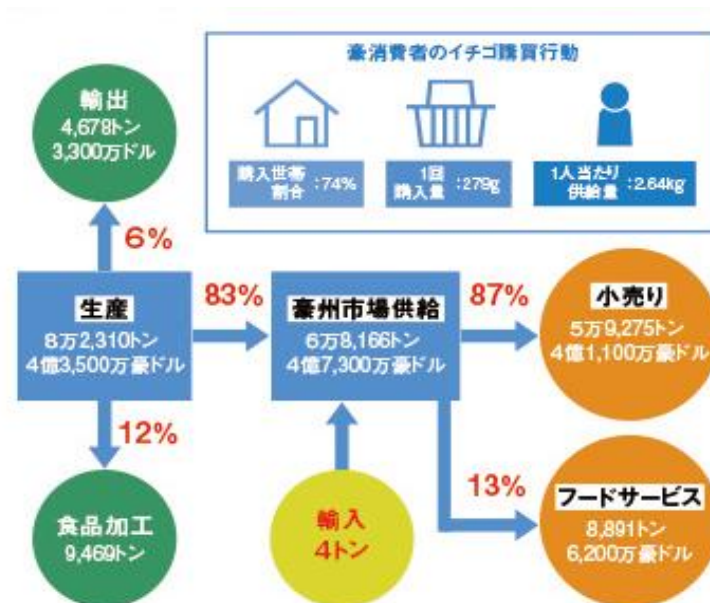 豪消費者のイチゴ購買行動
購入世帯
割合
:74%
1回
購入量
:279g
1人当たり
供給量
:2.64kg
輸出
4,678トン
3,300万ドル
6%
生産
8万2,310トン
4億3,500万豪ドル
83%
豪州市場供給
6万8,166トン
4億7,300万豪ドル
87%
小売り
5万9,275トン
4億1,100万豪ドル
12%
食品加工
9,469トン
輸入
4トン
13%
フードサービス
8,891トン
6,200万豪ドル